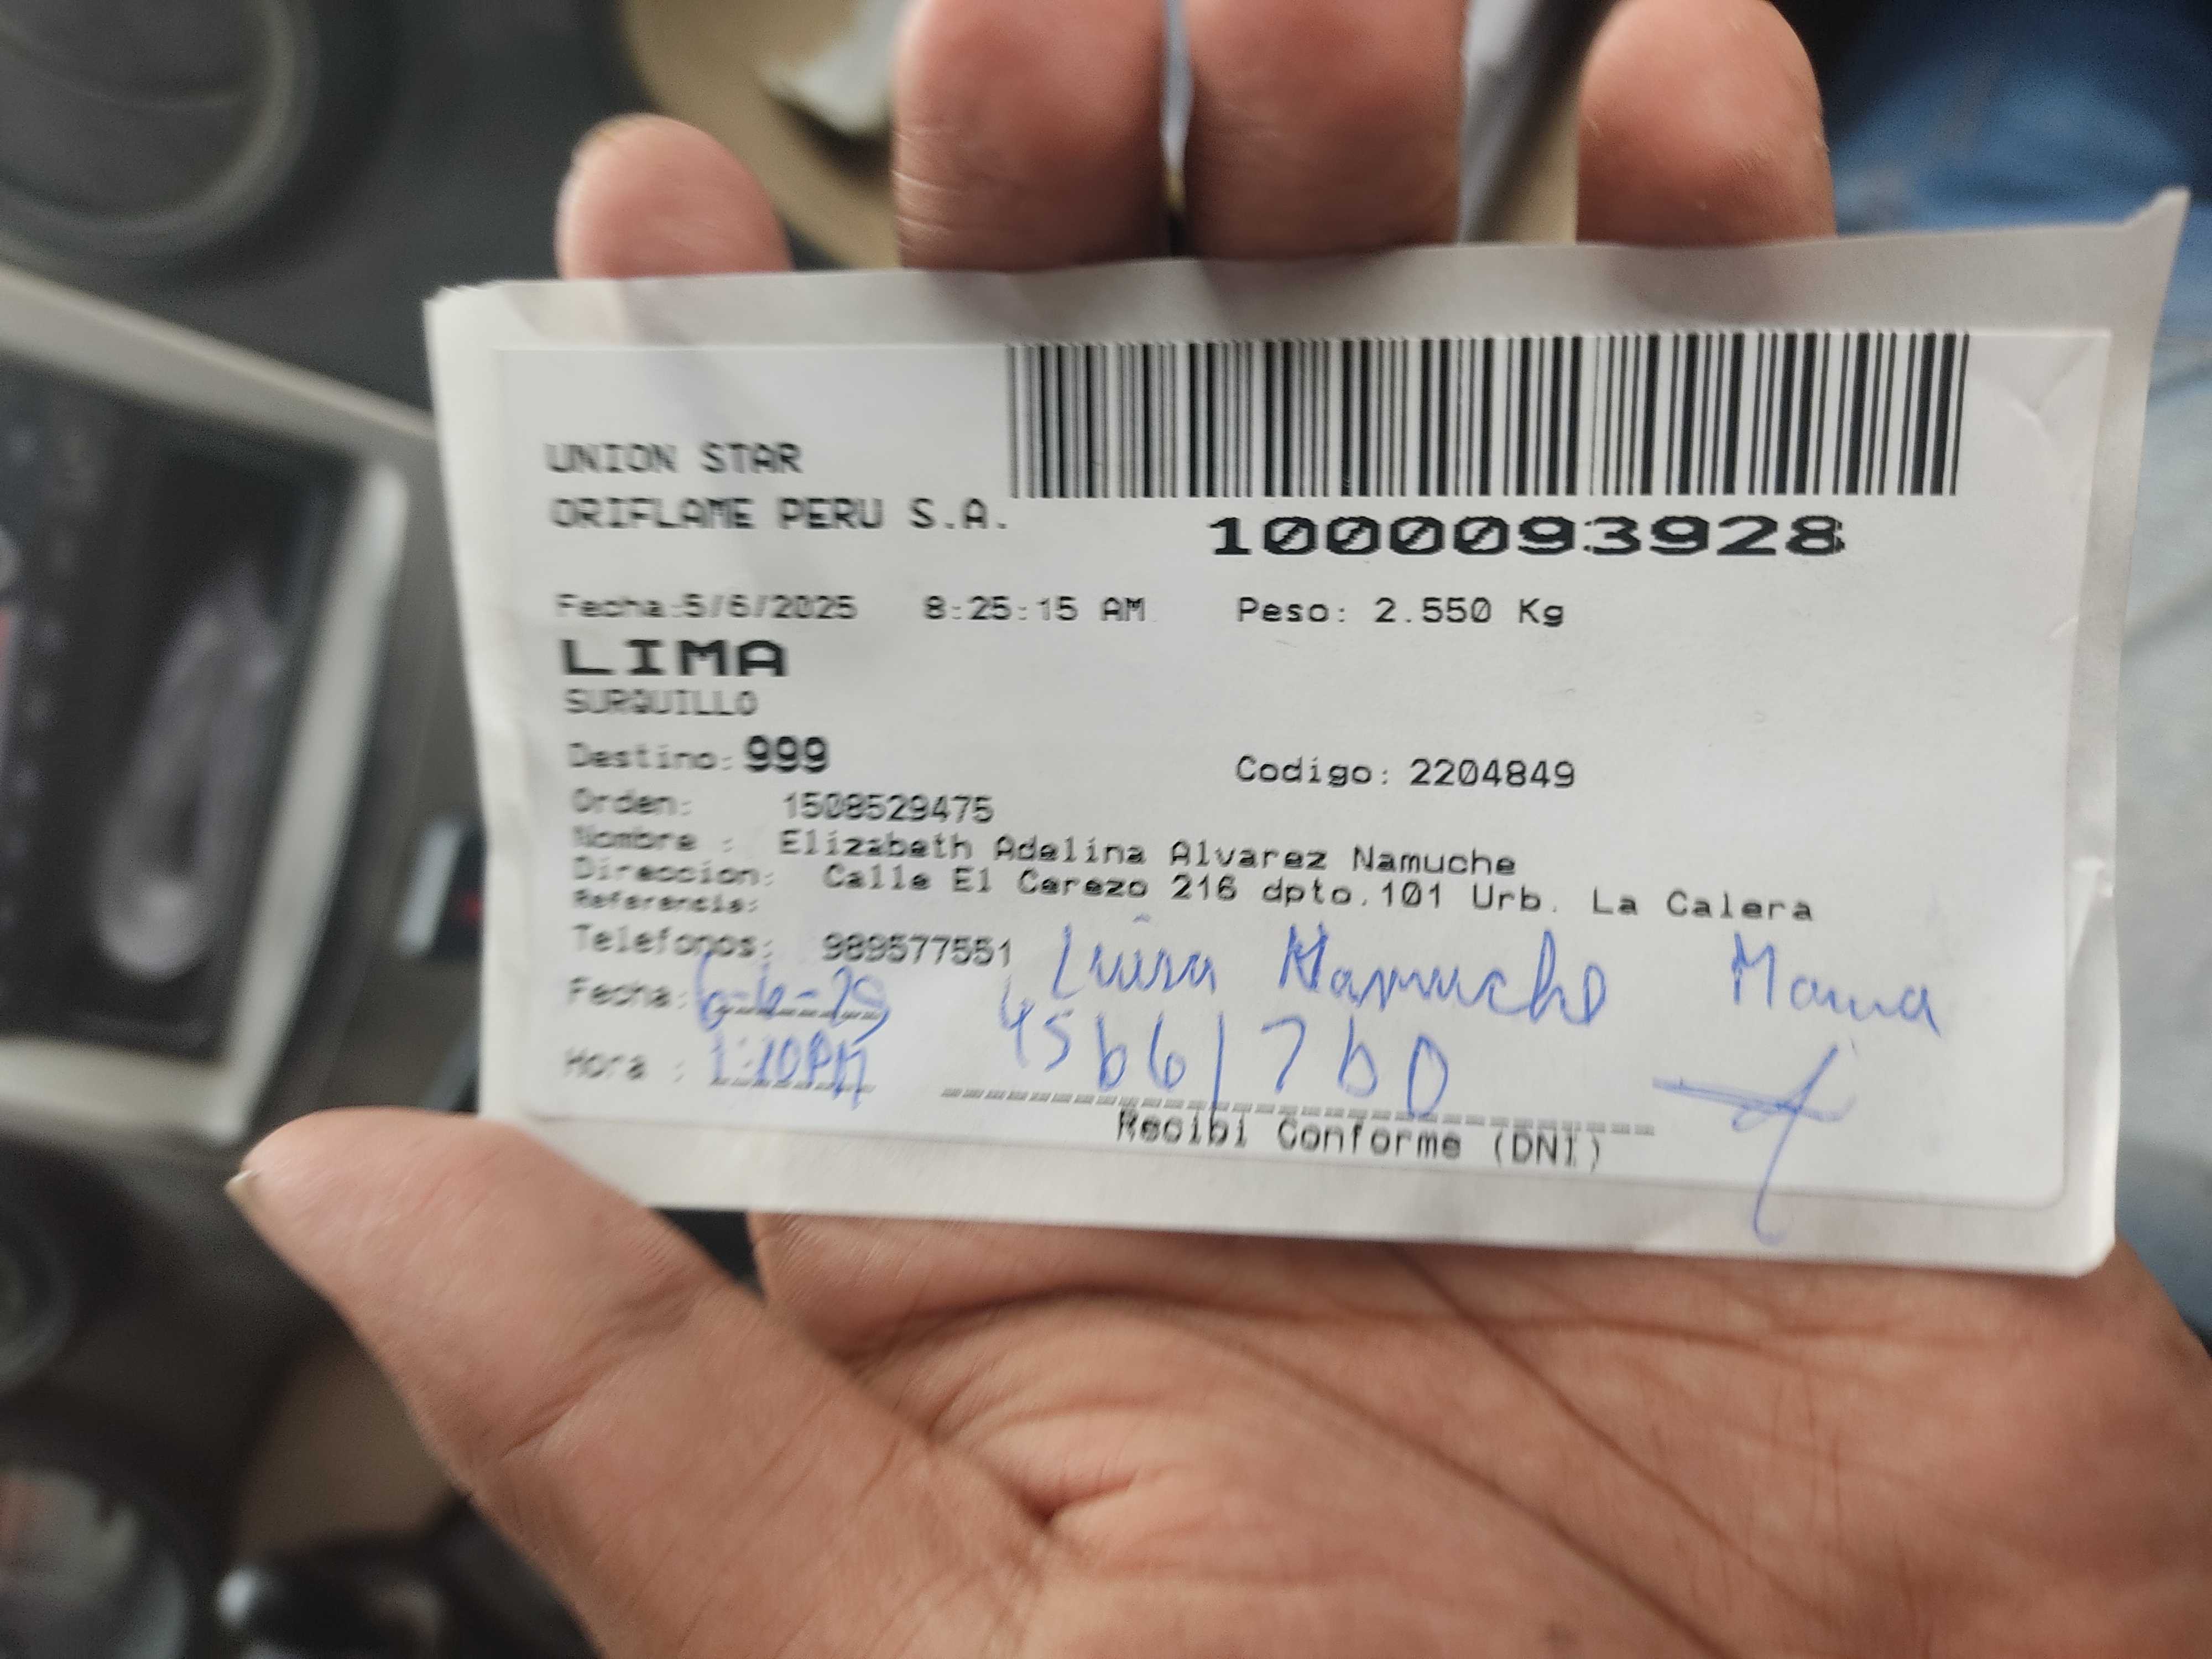 UNION STAR
ORIFLAME PERU S.A.
1000093928
Fecha:5/6/2025 8:25:15 AM Peso: 2.550 Kg
LIMA
SURQUILLO
Destino: 999 Codigo: 2204849
Orden: 1508529475
Nombre : Elizabeth Adelina Alvarez Namuche
Direccion: Calle El Cerezo 216 dpto.101 Urb. La Calera
Referencia:
Telefonos: 989577551 Luisa Namuche Mama
Fecha: 6-6-25
Hora : 1:10PM
Recibi Conforme (DNI)